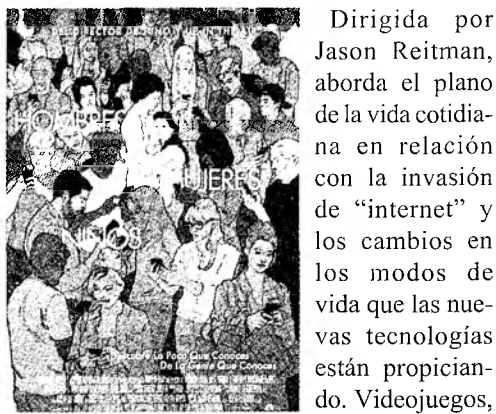 DEL DIRECTOR DE JUNO Y UP IN THE AIR
HOMBRES
MUJERES
NIÑOS
Descubre Lo Poco Que Conoces
De La Gente Que Conoces
Dirigida por
Jason Reitman,
aborda el plano
de la vida cotidia-
na en relación
con la invasión
de “internet” y
los cambios en
los modos de
vida que las nue-
vas tecnologías
están propician-
do. Videojuegos,